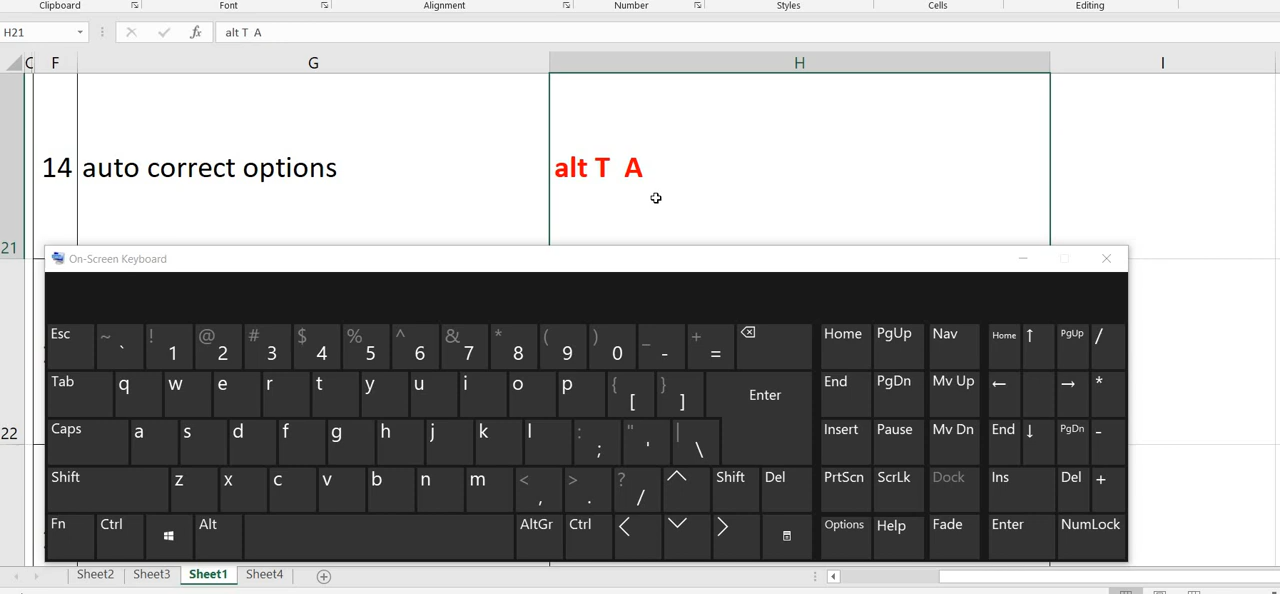 Clipboard Font Alignment Number Styles Cells Editing
H21 fx alt T A
C F G H I
14 auto correct options alt T A
21
On-Screen Keyboard
Esc ~ ` ! 1 @ 2 # 3 $ 4 % 5 ^ 6 & 7 * 8 ( 9 ) 0 _ - + = Home PgUp Nav Home ↑ PgUp /
Tab q w e r t y u i o p { [ } ] Enter End PgDn Mv Up ← → *
22
Caps a s d f g h j k l : ; " ' | \ Insert Pause Mv Dn End ↓ PgDn -
Shift z x c v b n m < , > . ? / Shift Del PrtScn ScrLk Dock Ins Del +
Fn Ctrl Alt AltGr Ctrl Options Help Fade Enter NumLock
Sheet2 Sheet3 Sheet1 Sheet4